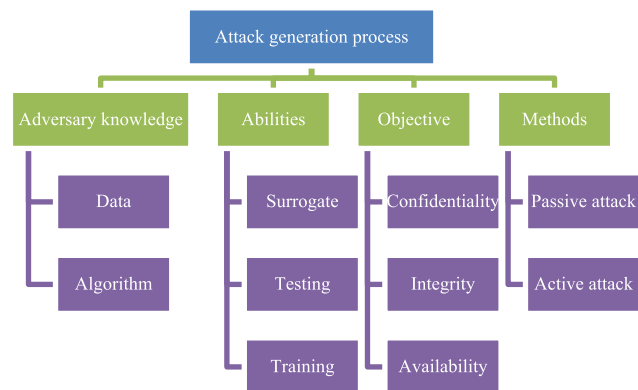 Attack generation process
Adversary knowledge
Abilities
Objective
Methods
Data
Surrogate
Confidentiality
Passive attack
Algorithm
Testing
Integrity
Active attack
Training
Availability